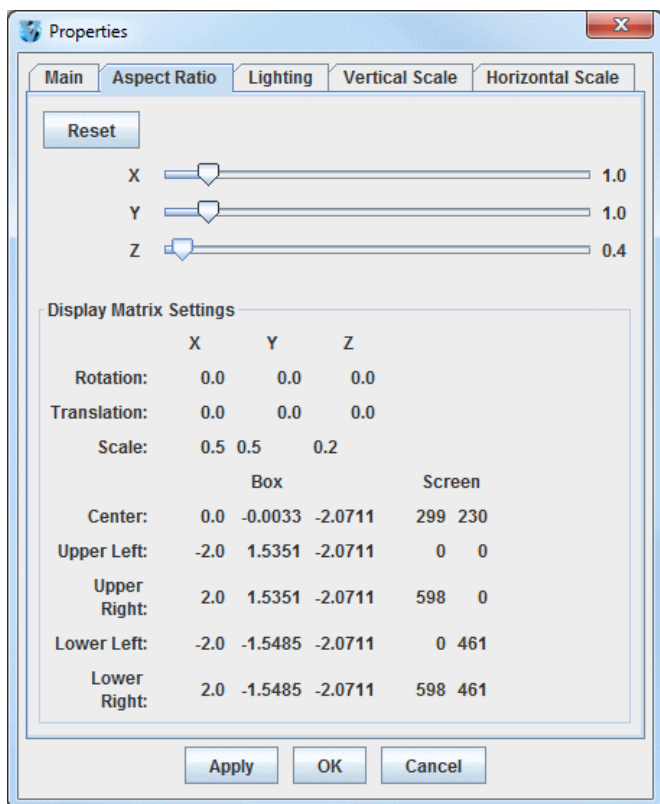 Properties
Main Aspect Ratio Lighting Vertical Scale Horizontal Scale
Reset
X 1.0
Y 1.0
Z 0.4
Display Matrix Settings
X Y Z
Rotation: 0.0 0.0 0.0
Translation: 0.0 0.0 0.0
Scale: 0.5 0.5 0.2
Box Screen
Center: 0.0 -0.0033 -2.0711 299 230
Upper Left: -2.0 1.5351 -2.0711 0 0
Upper
Right: 2.0 1.5351 -2.0711 598 0
Lower Left: -2.0 -1.5485 -2.0711 0 461
Lower
Right: 2.0 -1.5485 -2.0711 598 461
Apply OK Cancel